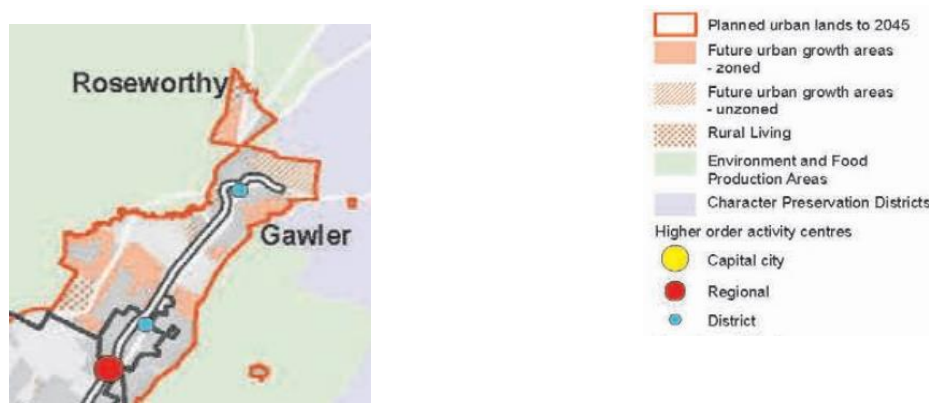 Roseworthy
Gawler
Planned urban lands to 2045
Future urban growth areas
- zoned
Future urban growth areas
- unzoned
Rural Living
Environment and Food
Production Areas
Character Preservation Districts
Higher order activity centres
Capital city
Regional
District